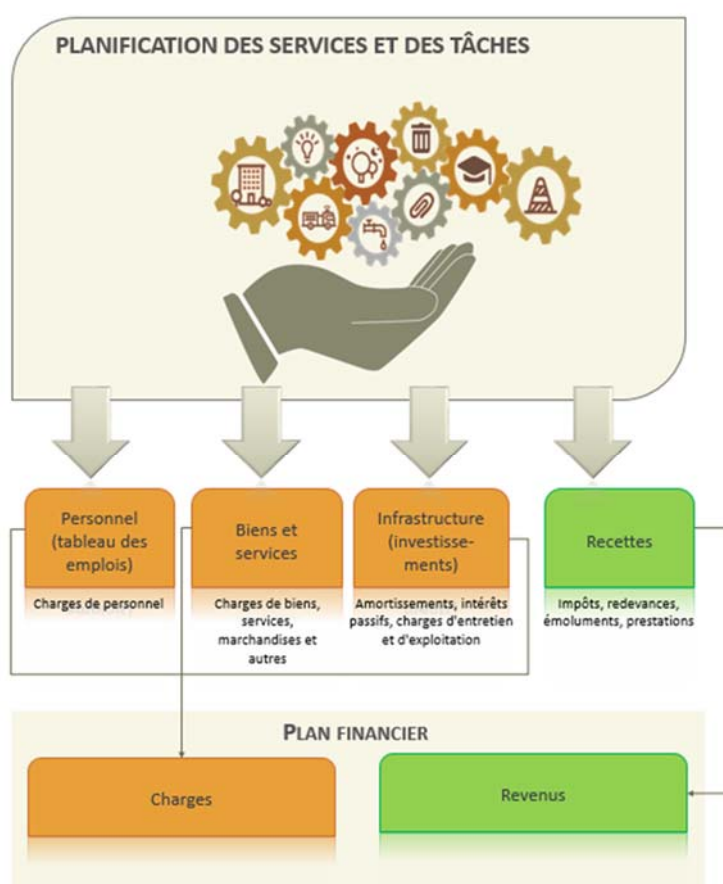 PLANIFICATION DES SERVICES ET DES TÂCHES
Personnel
(tableau des
emplois)
Charges de personnel
Biens et
services
Charges de biens,
services,
marchandises et
autres
Infrastructure
(investisse-
ments)
Amortissements, intérêts
passifs, charges d'entretien
et d'exploitation
Recettes
Impôts, redevances,
émoluments, prestations
PLAN FINANCIER
Charges
Revenus